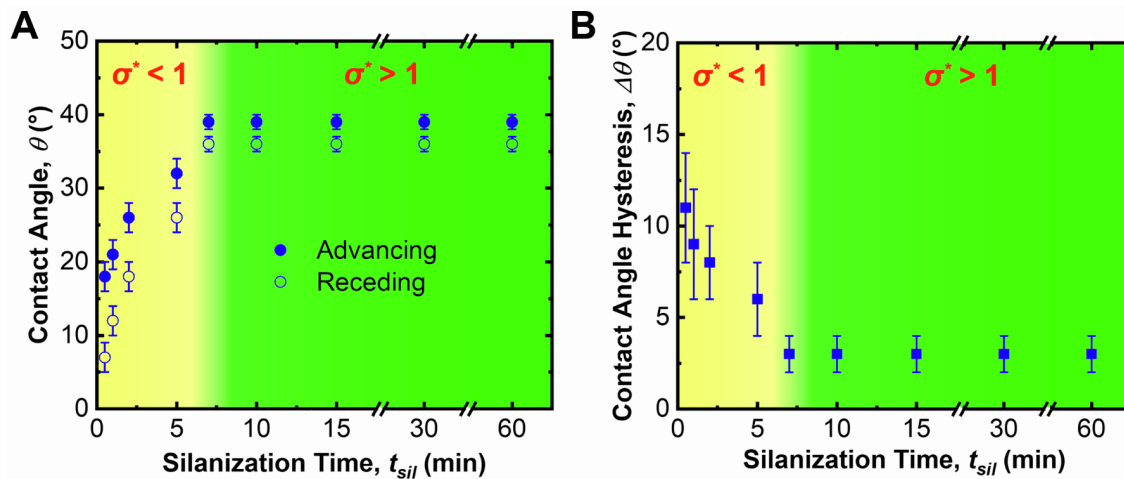 A
Contact Angle, θ (°)
50
40
30
20
10
0
σ* < 1
σ* > 1
Advancing
Receding
0
5
10
15
30
60
Silanization Time, tsil (min)
B
Contact Angle Hysteresis, Δθ (°)
20
15
10
5
0
σ* < 1
σ* > 1
0
5
10
15
30
60
Silanization Time, tsil (min)